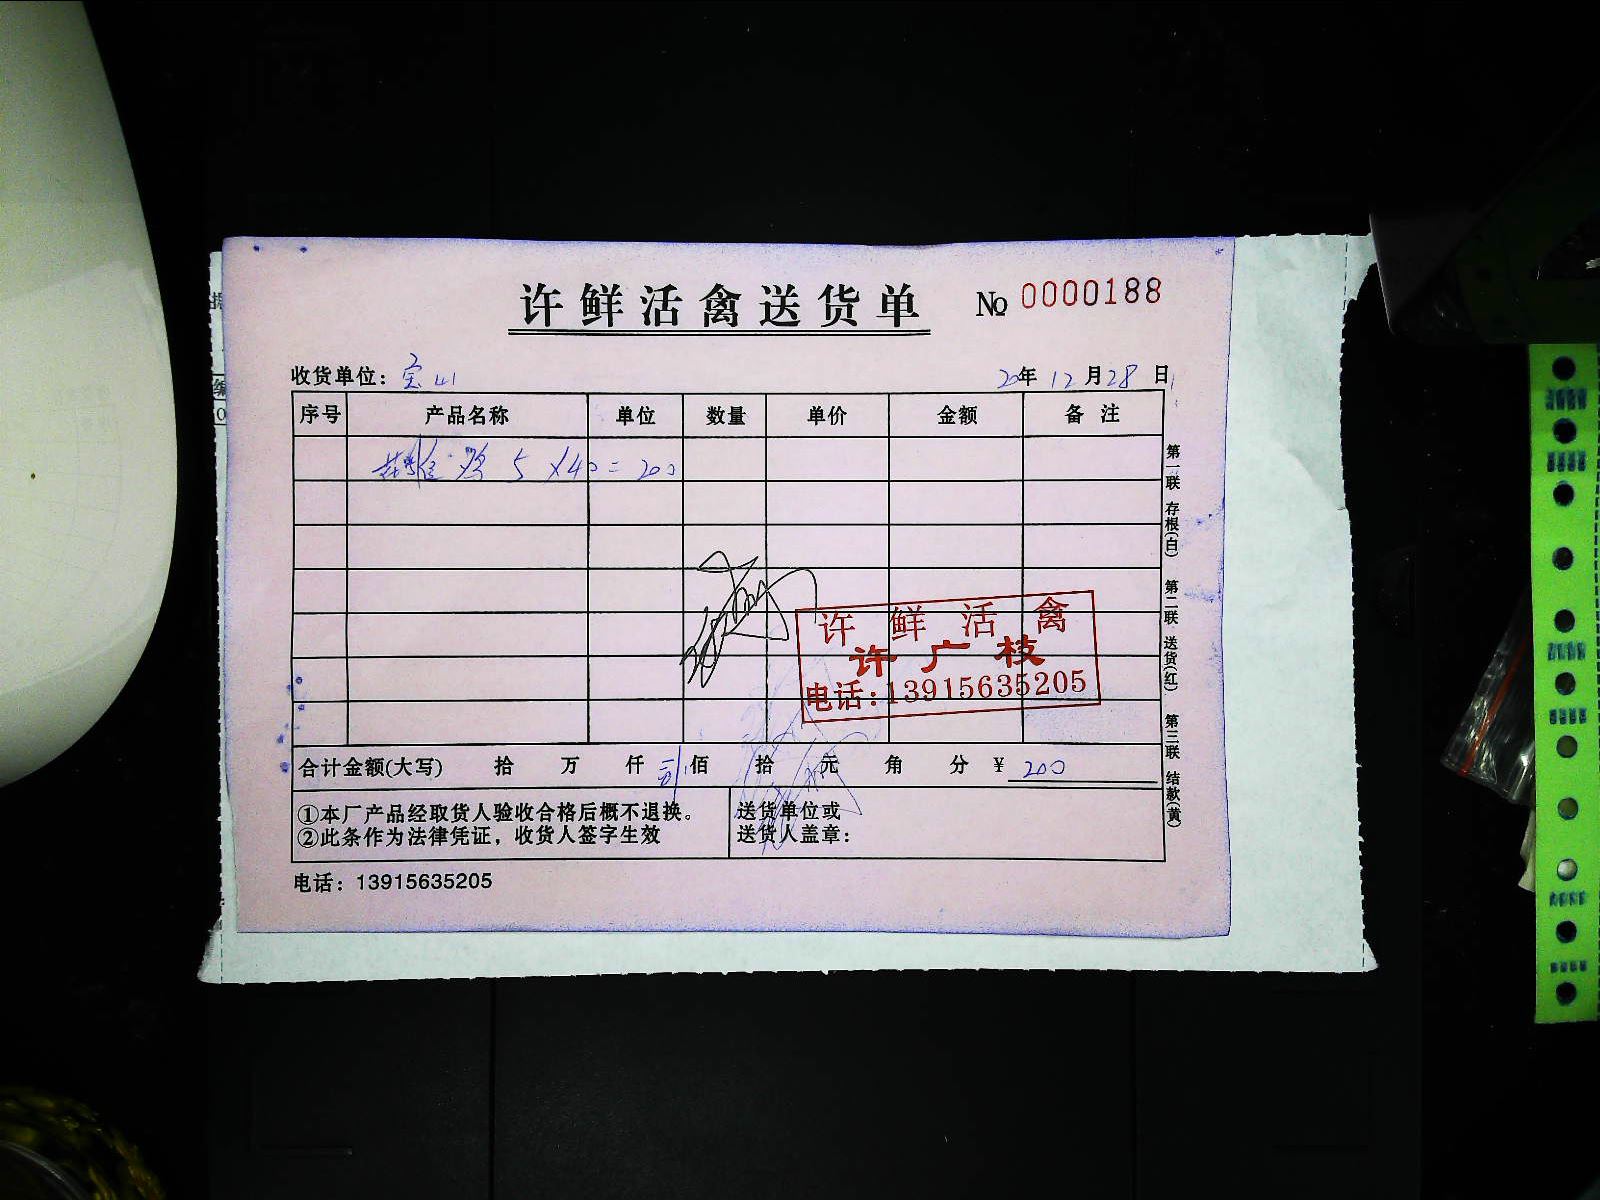 许鲜活禽送货单 № 0000188
收货单位：宝山 20年12月28日
序号 产品名称 单位 数量 单价 金额 备注
鸡 5 X40=200
许鲜活禽
许广枝
电话:13915635205
合计金额(大写) 拾 万 仟 贰佰 拾 元 角 分 ¥ 200
①本厂产品经取货人验收合格后概不退换。
②此条作为法律凭证，收货人签字生效
送货单位或
送货人盖章：
电话：13915635205
第一联 存根(白) 第二联 送货(红) 第三联 结款(黄)